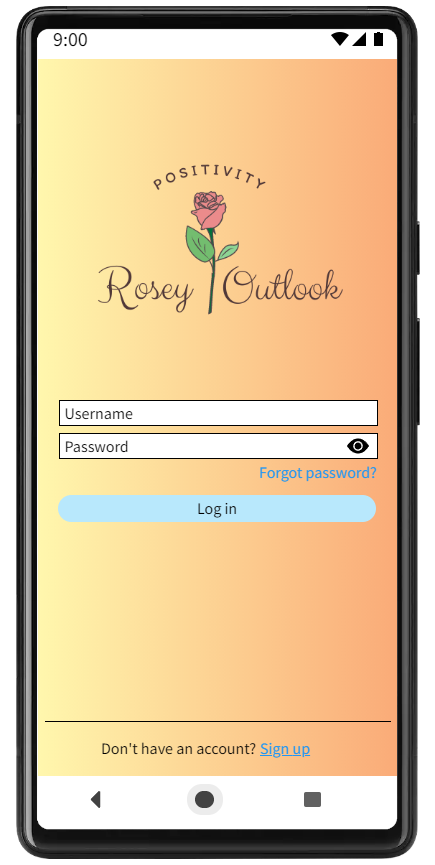 9:00
POSITIVITY
Rosey Outlook
Username
Password
Forgot password?
Log in
Don't have an account? Sign up